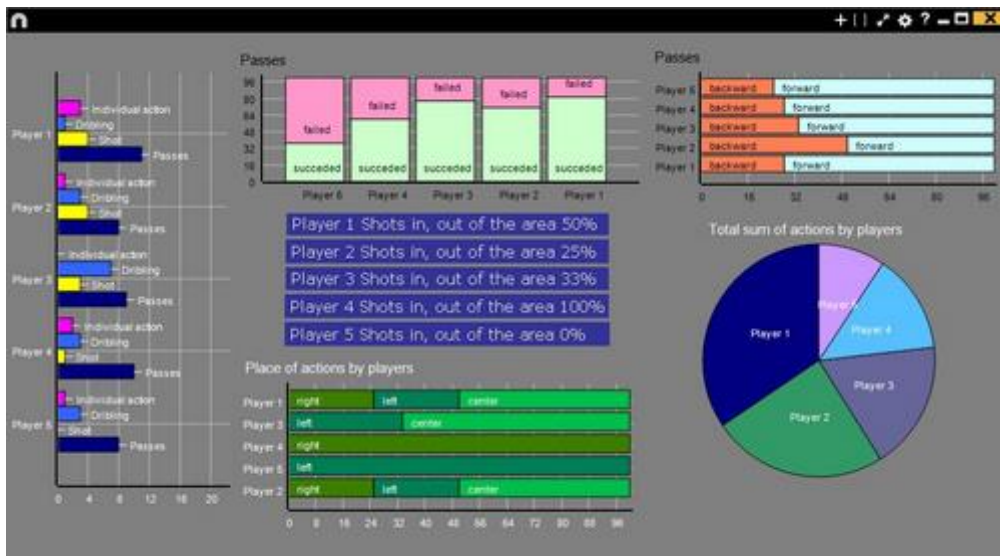 Player 1
Individual action
Dribling
Shot
Passes
Player 2
Individual action
Dribling
Shot
Passes
Player 3
Individual action
Dribling
Shot
Passes
Player 4
Individual action
Dribling
Shot
Passes
Player 5
Individual action
Dribling
Shot
Passes
0 4 8 12 16 20
Passes
96
80
64
48
32
16
0
failed failed failed failed failed
succeded succeded succeded succeded succeded
Player 4 Player 3 Player 2 Player 1
Player 1 Shots in, out of the area 50%
Player 2 Shots in, out of the area 25%
Player 3 Shots in, out of the area 33%
Player 4 Shots in, out of the area 100%
Player 5 Shots in, out of the area 0%
Place of actions by players
Player 1 right left center
Player 3 left center
Player 4 right
Player 5 left
Player 2 right left center
0 8 16 24 32 40 48 56 64 72 80 88 96
Passes
Player 5 backward forward
Player 4 backward forward
Player 3 backward forward
Player 2 backward forward
Player 1 backward forward
0 16 32 48 64 80 96
Total sum of actions by players
Player 5
Player 4
Player 1
Player 3
Player 2